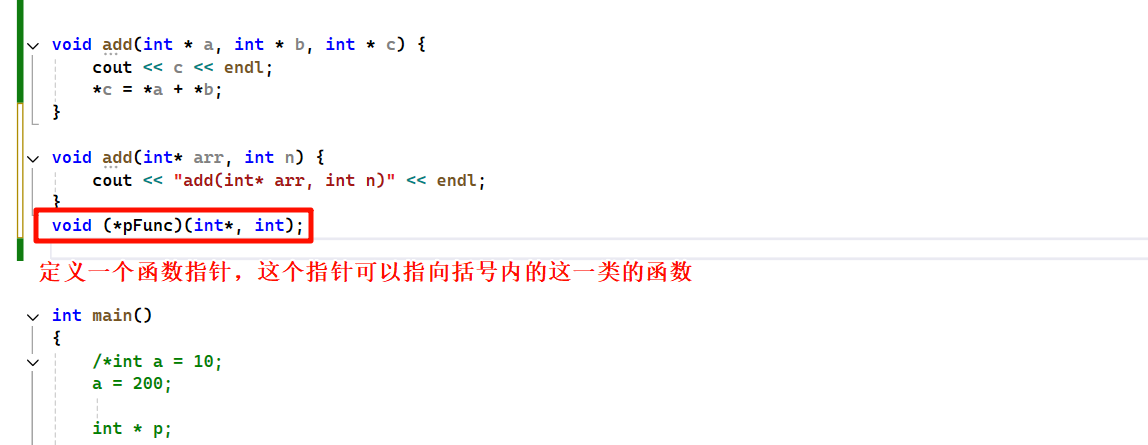 void add(int * a, int * b, int * c) {
cout << c << endl;
*c = *a + *b;
}
void add(int* arr, int n) {
cout << "add(int* arr, int n)" << endl;
}
void (*pFunc)(int*, int);
定义一个函数指针，这个指针可以指向括号内的这一类的函数
int main()
{
/*int a = 10;
a = 200;
int * p;